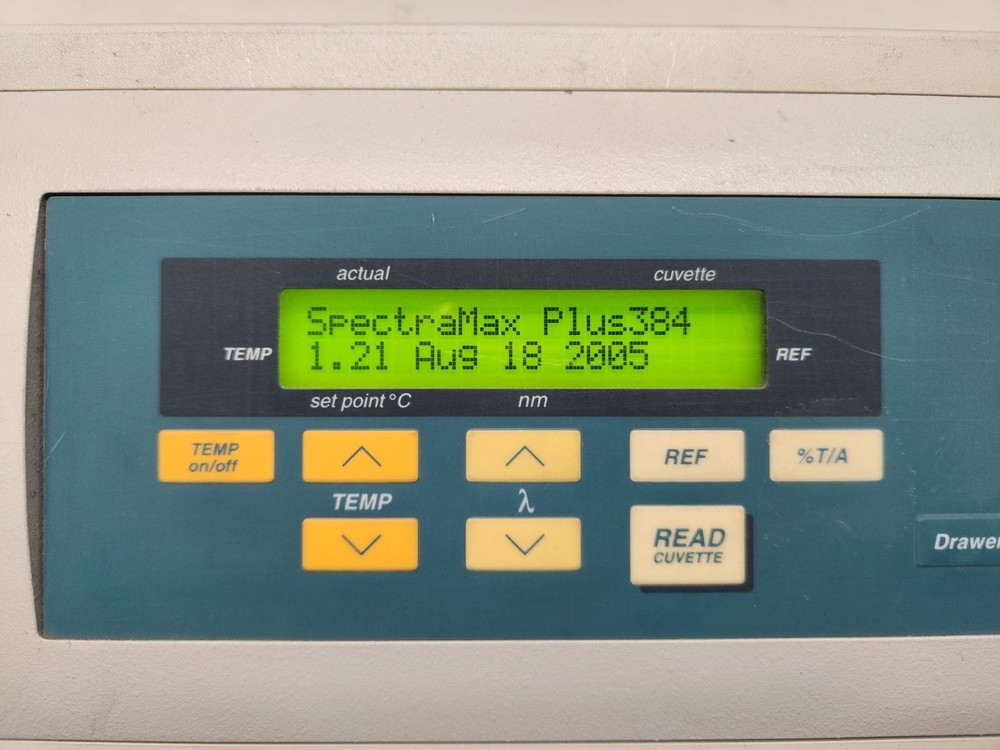 actual cuvette
SpectraMax Plus384
TEMP 1.21 Aug 18 2005 REF
set point°C nm
TEMP
on/off
REF
%T/A
TEMP
λ
READ
CUVETTE